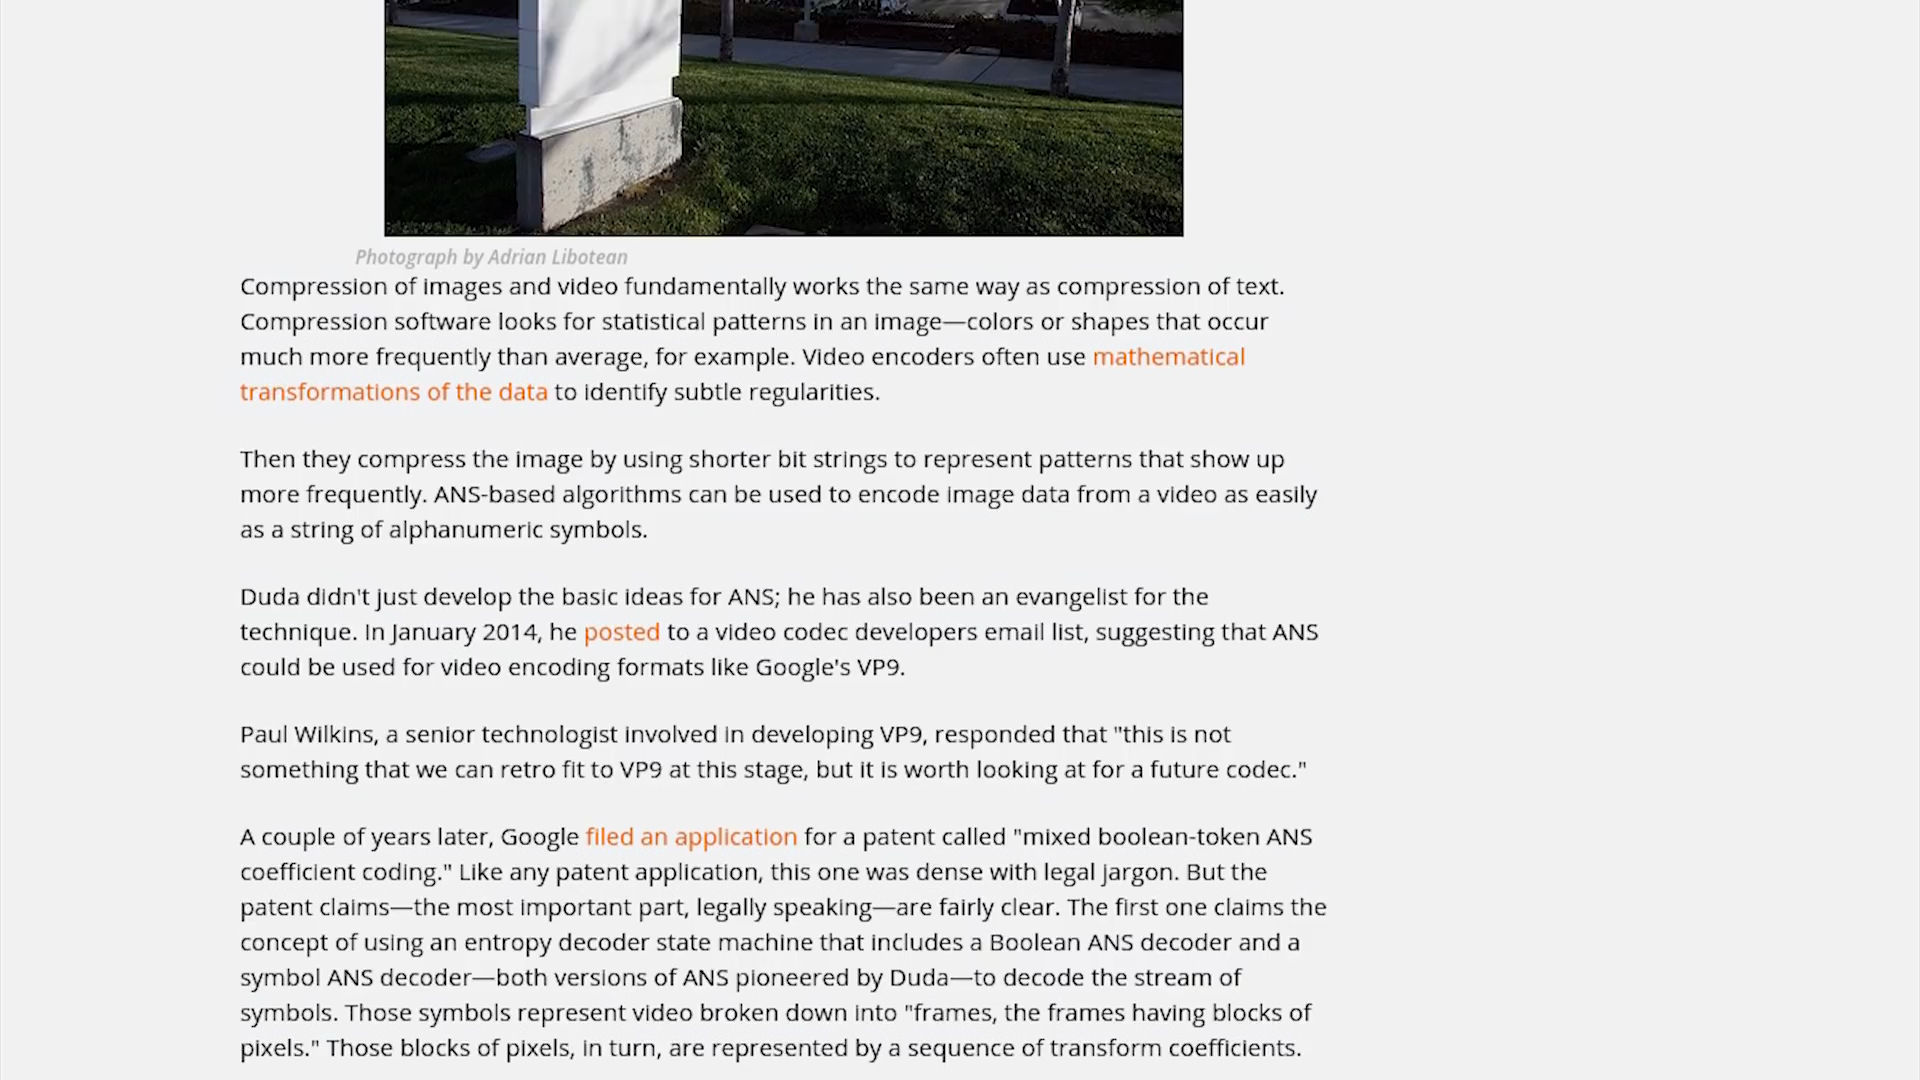 Photograph by Adrian Libotean
Compression of images and video fundamentally works the same way as compression of text.
Compression software looks for statistical patterns in an image—colors or shapes that occur
much more frequently than average, for example. Video encoders often use mathematical
transformations of the data to identify subtle regularities.
Then they compress the image by using shorter bit strings to represent patterns that show up
more frequently. ANS-based algorithms can be used to encode image data from a video as easily
as a string of alphanumeric symbols.
Duda didn't just develop the basic ideas for ANS; he has also been an evangelist for the
technique. In January 2014, he posted to a video codec developers email list, suggesting that ANS
could be used for video encoding formats like Google's VP9.
Paul Wilkins, a senior technologist involved in developing VP9, responded that "this is not
something that we can retro fit to VP9 at this stage, but it is worth looking at for a future codec."
A couple of years later, Google filed an application for a patent called "mixed boolean-token ANS
coefficient coding." Like any patent application, this one was dense with legal jargon. But the
patent claims—the most important part, legally speaking—are fairly clear. The first one claims the
concept of using an entropy decoder state machine that includes a Boolean ANS decoder and a
symbol ANS decoder—both versions of ANS pioneered by Duda—to decode the stream of
symbols. Those symbols represent video broken down into "frames, the frames having blocks of
pixels." Those blocks of pixels, in turn, are represented by a sequence of transform coefficients.